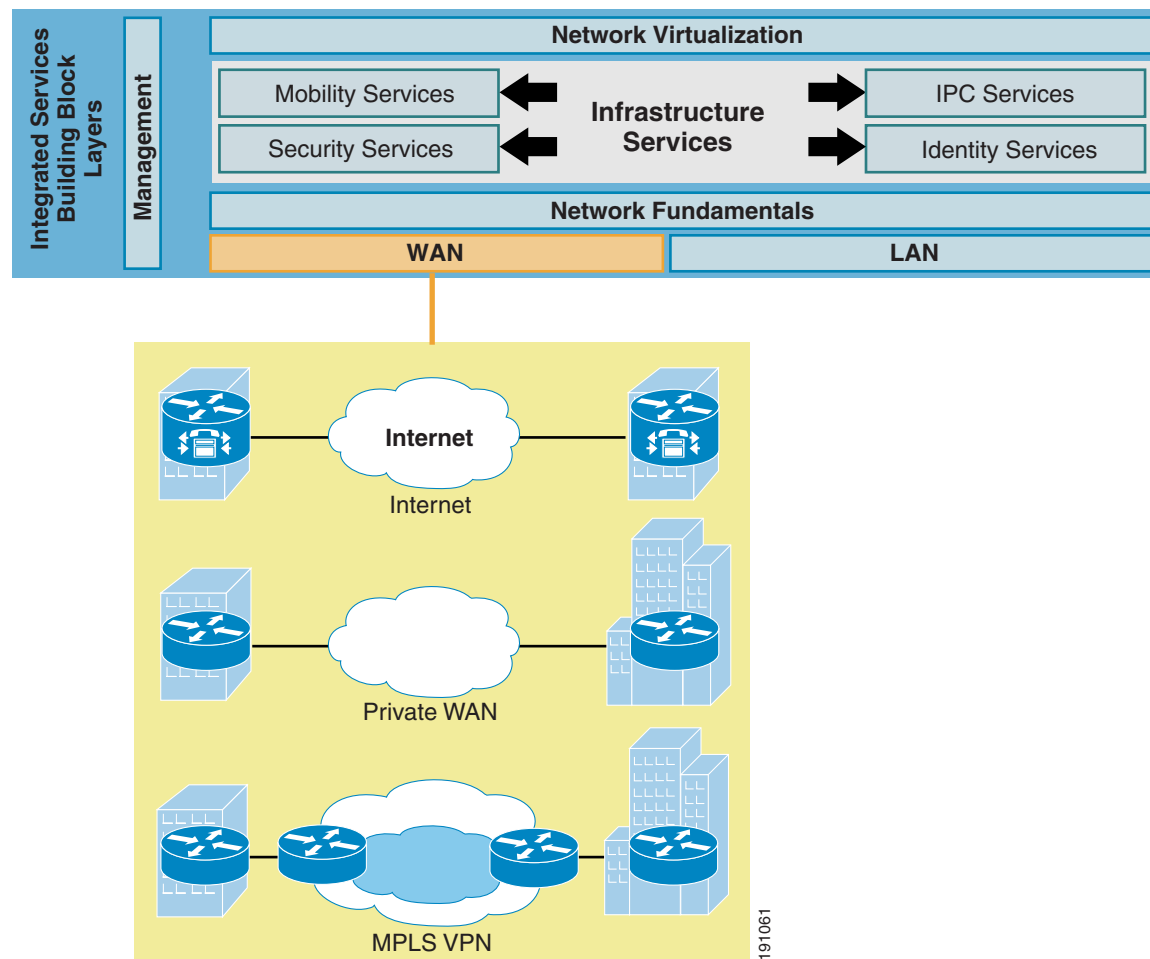 Integrated Services
Building Block
Layers
Management
Network Virtualization
Mobility Services
Security Services
Infrastructure
Services
IPC Services
Identity Services
Network Fundamentals
WAN
LAN
Internet
Internet
Private WAN
MPLS VPN
191061